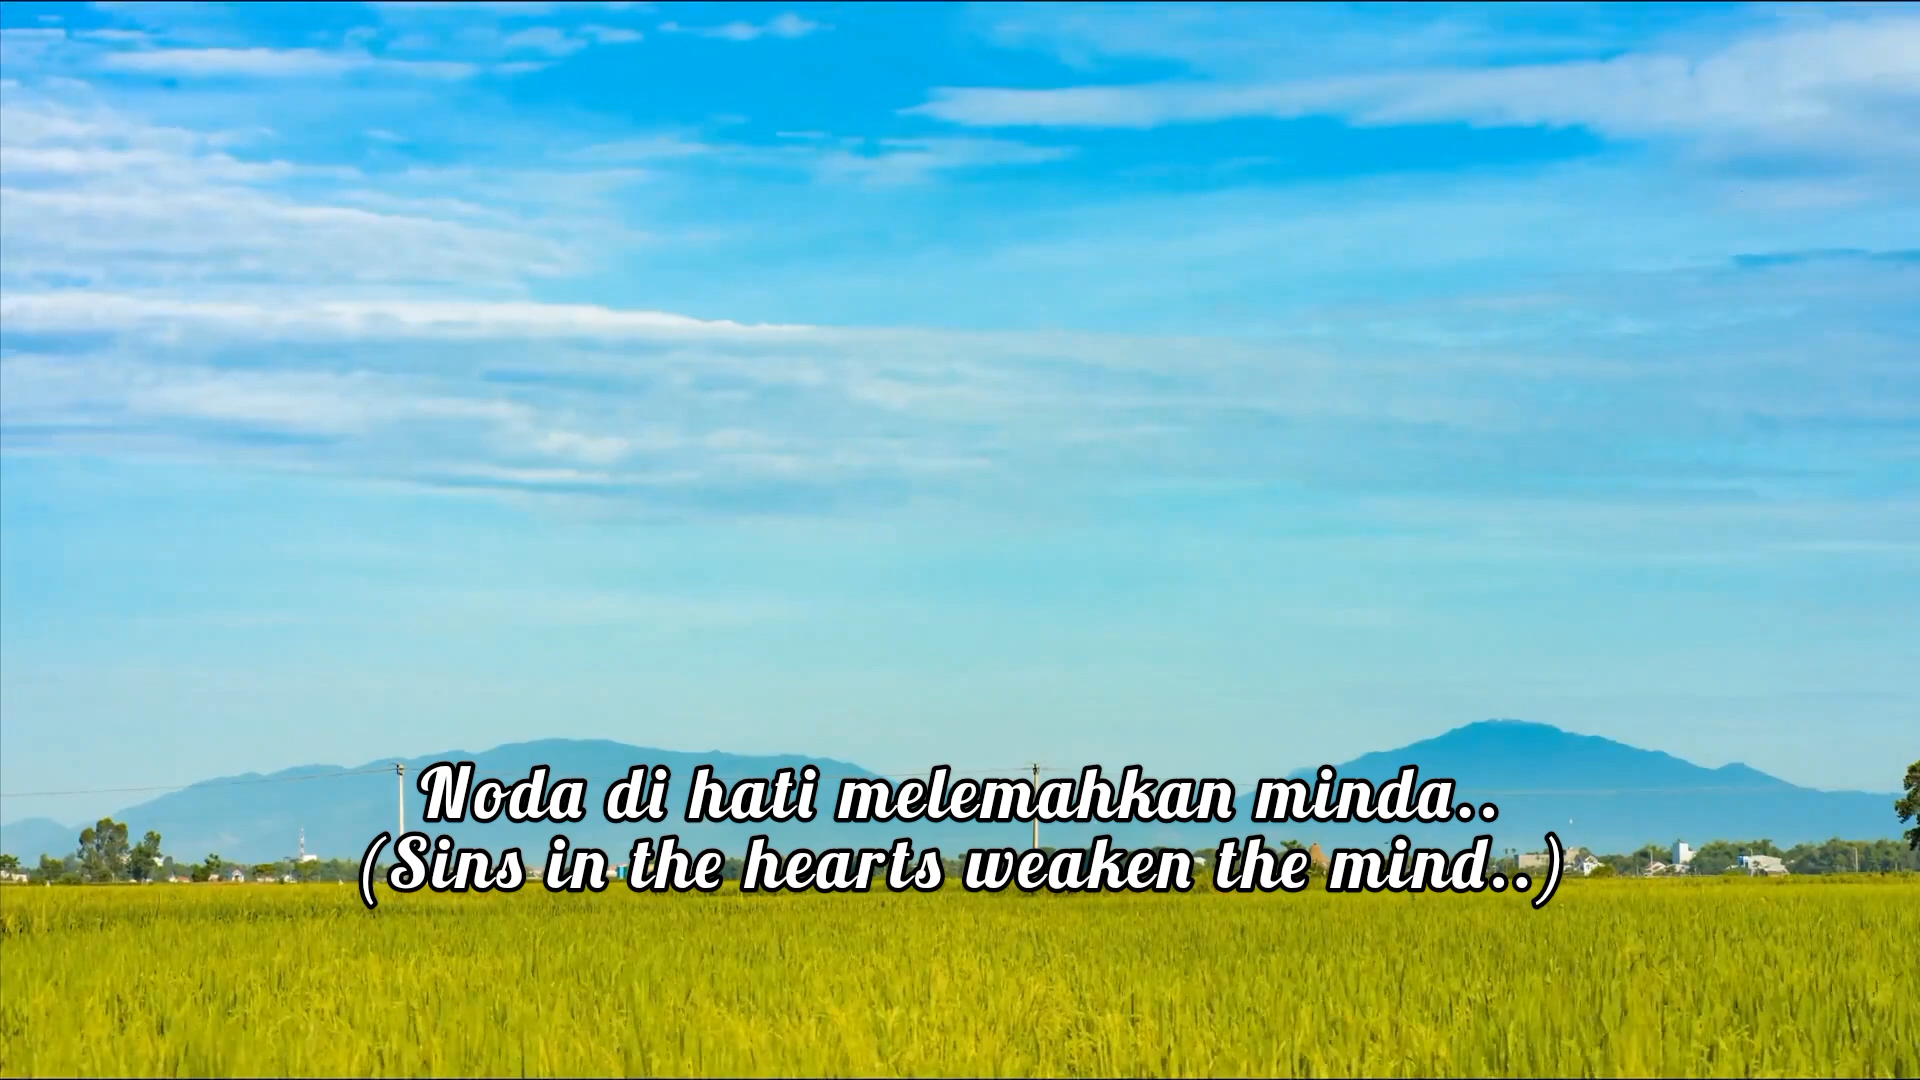 Noda di hati melemahkan minda..
(Sins in the hearts weaken the mind..)